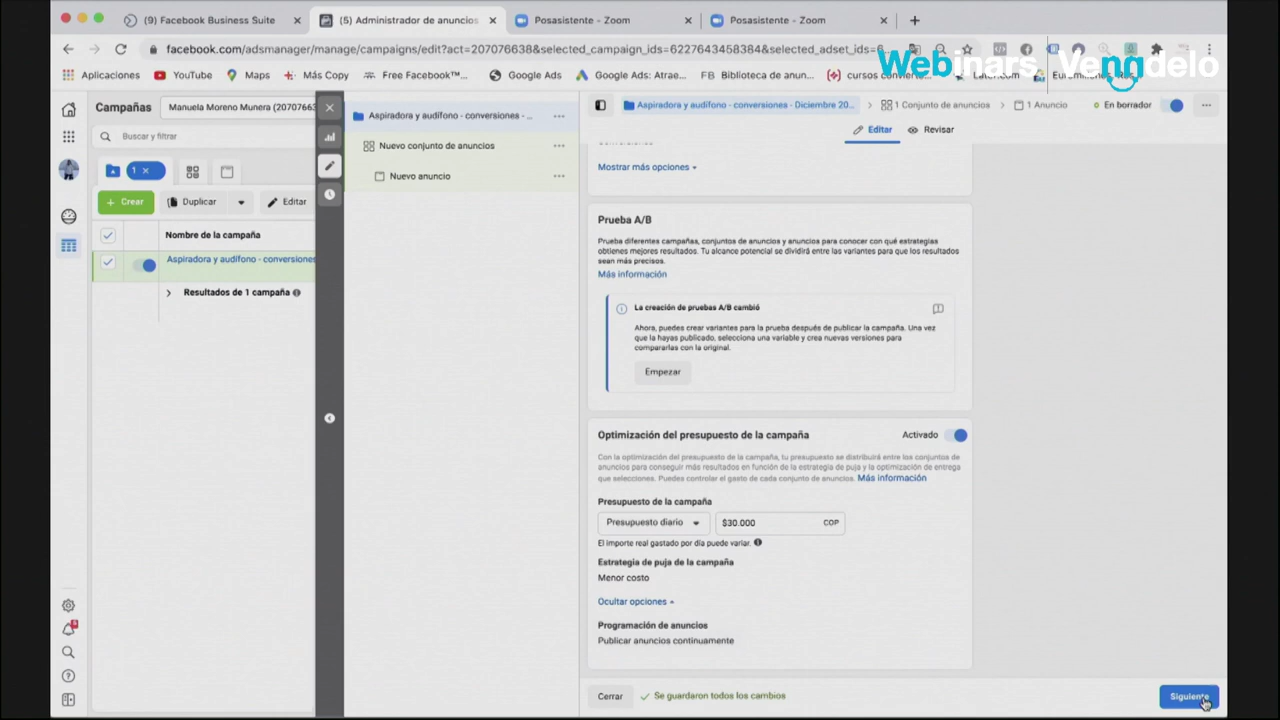 (9) Facebook Business Suite
(5) Administrador de anuncios
Posasistente - Zoom
Posasistente - Zoom
facebook.com/adsmanager/manage/campaigns/edit?act=207076638&selected_campaign_ids=6227643458384&selected_adset_ids=6...
Aplicaciones
YouTube
Maps
Más Copy
Free Facebook™...
Google Ads
Google Ads: Atrae...
FB Biblioteca de anun...
Webinars Vendelo
Campañas
Manuela Moreno Munera (20707663
Buscar y filtrar
1 ×
+ Crear
Duplicar
Editar
Nombre de la campaña
Aspiradora y audífono - conversiones
Resultados de 1 campaña
Aspiradora y audífono - conversiones - ...
Nuevo conjunto de anuncios
Nuevo anuncio
Aspiradora y audífono - conversiones - Diciembre 20...
1 Conjunto de anuncios
1 Anuncio
En borrador
Editar
Revisar
Mostrar más opciones
Prueba A/B
Prueba diferentes campañas, conjuntos de anuncios y anuncios para conocer con qué estrategias
obtienes mejores resultados. Tu alcance potencial se dividirá entre las variantes para que los resultados
sean más precisos.
Más información
La creación de pruebas A/B cambió
Ahora, puedes crear variantes para la prueba después de publicar la campaña. Una vez
que la hayas publicado, selecciona una variable y crea nuevas versiones para
compararlas con la original.
Empezar
Optimización del presupuesto de la campaña
Activado
Con la optimización del presupuesto de la campaña, tu presupuesto se distribuirá entre los conjuntos de
anuncios para conseguir más resultados en función de la estrategia de puja y la optimización de entrega
que selecciones. Puedes controlar el gasto de cada conjunto de anuncios. Más información
Presupuesto de la campaña
Presupuesto diario
$30.000
COP
El importe real gastado por día puede variar.
Estrategia de puja de la campaña
Menor costo
Ocultar opciones
Programación de anuncios
Publicar anuncios continuamente
Cerrar
Se guardaron todos los cambios
Siguiente